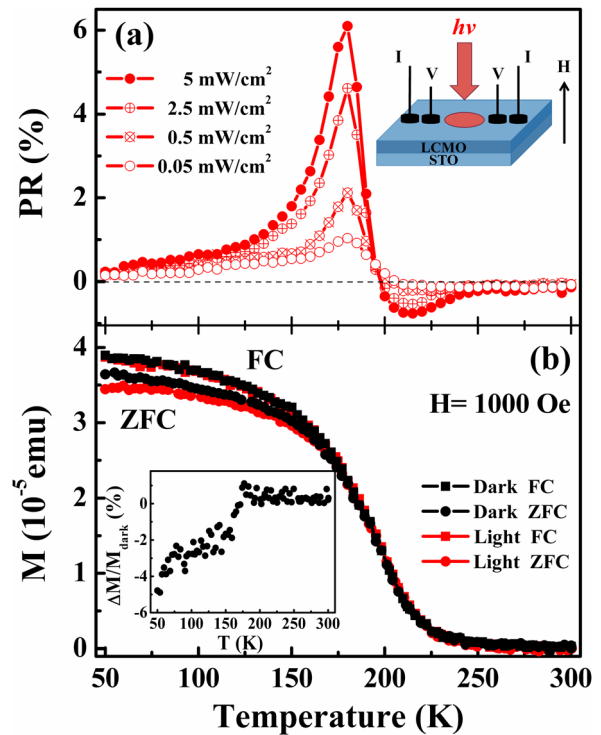 (a)
5 mW/cm²
2.5 mW/cm²
0.5 mW/cm²
0.05 mW/cm²
hν
I
V
V
I
H
LCMO
STO
PR (%)
6
4
2
0
(b)
FC
ZFC
H= 1000 Oe
Dark FC
Dark ZFC
Light FC
Light ZFC
M (10⁻⁵ emu)
4
3
2
1
0
ΔM/M_dark (%)
0
-2
-4
-6
50 100 150 200 250 300
T (K)
50 100 150 200 250 300
Temperature (K)